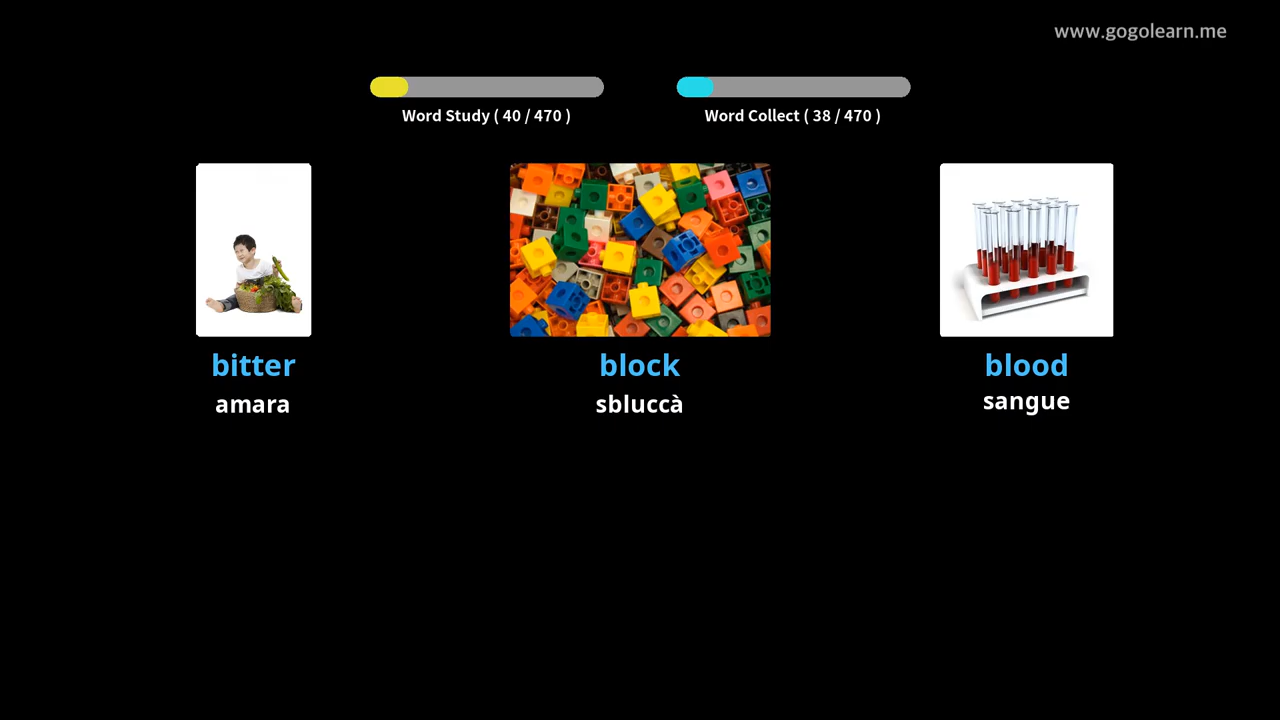 www.gogolearn.me
Word Study ( 40 / 470 )
Word Collect ( 38 / 470 )
bitter
amara
block
sbluccà
blood
sangue